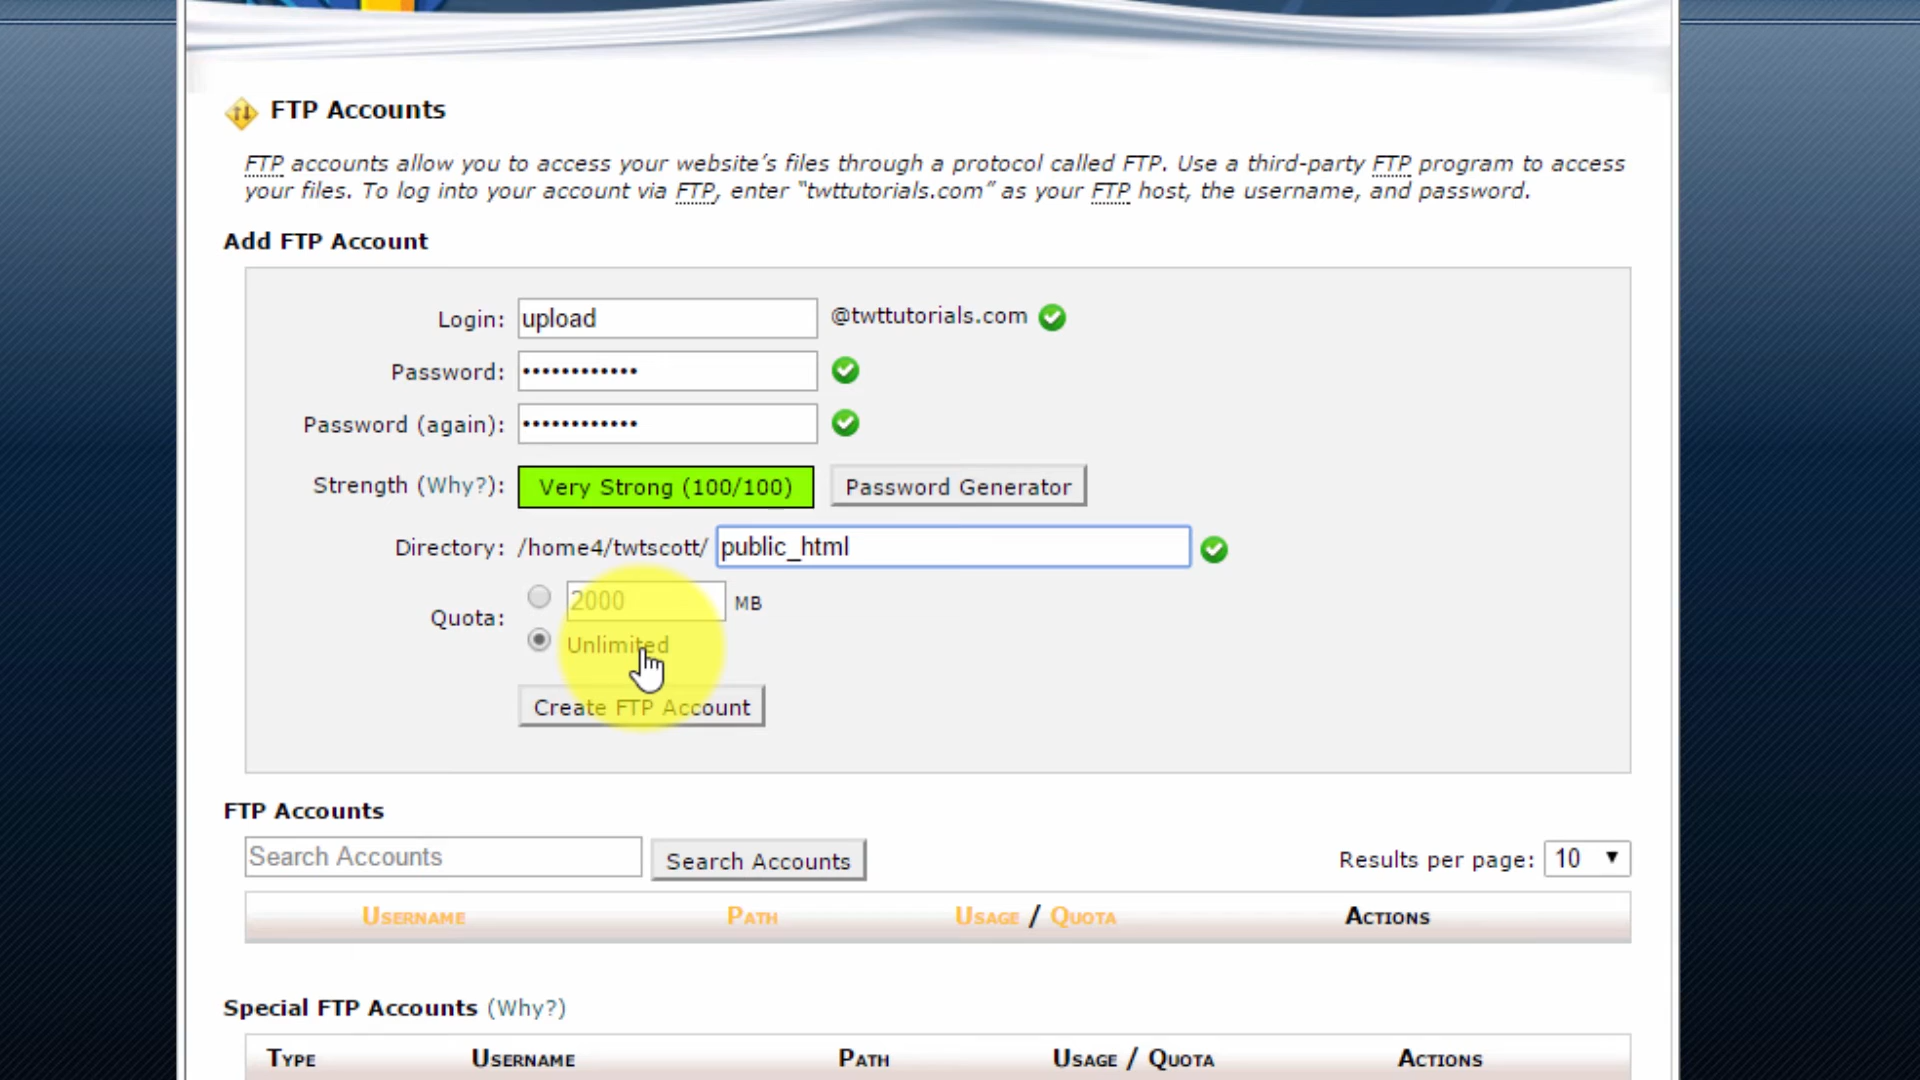 FTP Accounts
FTP accounts allow you to access your website's files through a protocol called FTP. Use a third-party FTP program to access
your files. To log into your account via FTP, enter “twttutorials.com” as your FTP host, the username, and password.
Add FTP Account
Login: upload @twttutorials.com
Password: ••••••••••••
Password (again): ••••••••••••
Strength (Why?): Very Strong (100/100) Password Generator
Directory: /home4/twtscott/ public_html
2000 MB
Quota:
Unlimited
Create FTP Account
FTP Accounts
Search Accounts Search Accounts Results per page: 10
USERNAME PATH USAGE / QUOTA ACTIONS
Special FTP Accounts (Why?)
TYPE USERNAME PATH USAGE / QUOTA ACTIONS